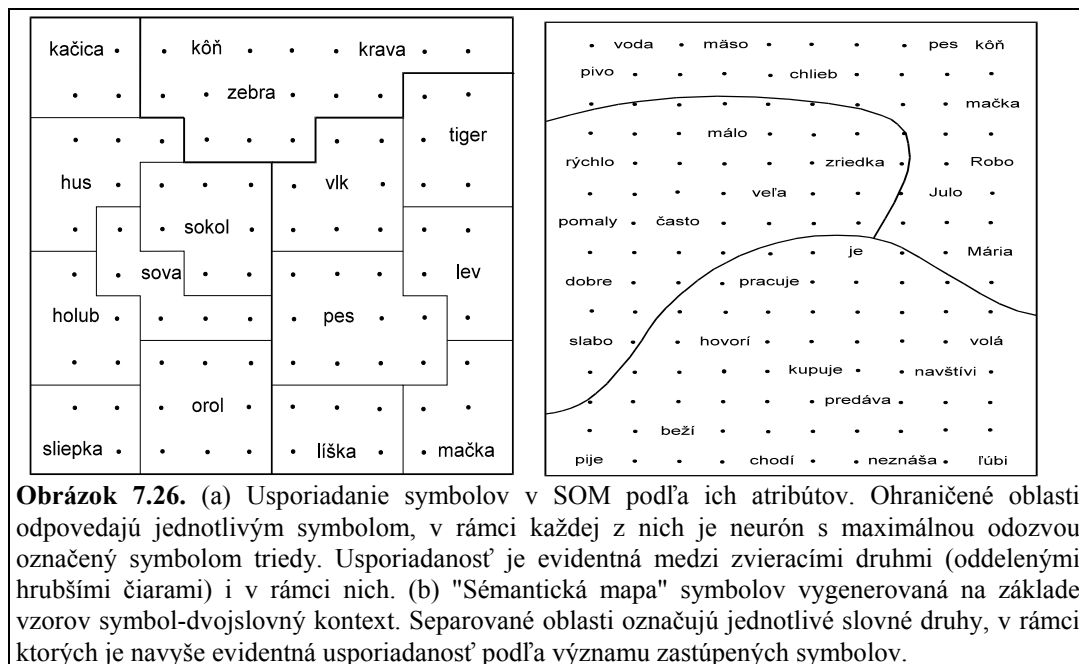 kačica kôň krava
zebra
tiger
hus vlk
sokol
sova lev
holub pes
orol
sliepka líška mačka
voda mäso pes kôň
pivo chlieb
mačka
málo
rýchlo zriedka Robo
veľa Julo
pomaly často
je Mária
dobre pracuje
slabo hovorí volá
kupuje navštívi
predáva
beží
pije chodí neznáša ľúbi
Obrázok 7.26. (a) Usporiadanie symbolov v SOM podľa ich atribútov. Ohraničené oblasti
odpovedajú jednotlivým symbolom, v rámci každej z nich je neurón s maximálnou odozvou
označený symbolom triedy. Usporiadanosť je evidentná medzi zvieracími druhmi (oddelenými
hrubšími čiarami) i v rámci nich. (b) "Sémantická mapa" symbolov vygenerovaná na základe
vzorov symbol-dvojslovný kontext. Separované oblasti označujú jednotlivé slovné druhy, v rámci
ktorých je navyše evidentná usporiadanosť podľa významu zastúpených symbolov.